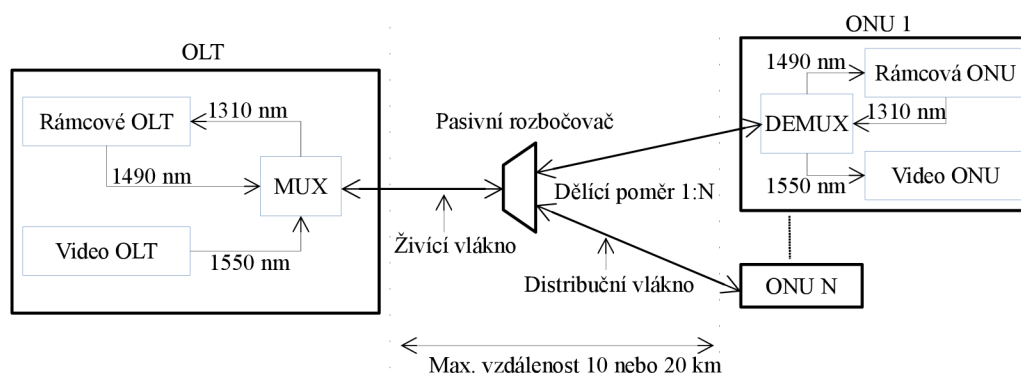 OLT
Rámcové OLT
1310 nm
1490 nm
MUX
Video OLT
1550 nm
Pasivní rozbočovač
Dělící poměr 1:N
Živící vlákno
Distribuční vlákno
Max. vzdálenost 10 nebo 20 km
ONU 1
1490 nm
Rámcová ONU
DEMUX
1310 nm
1550 nm
Video ONU
ONU N